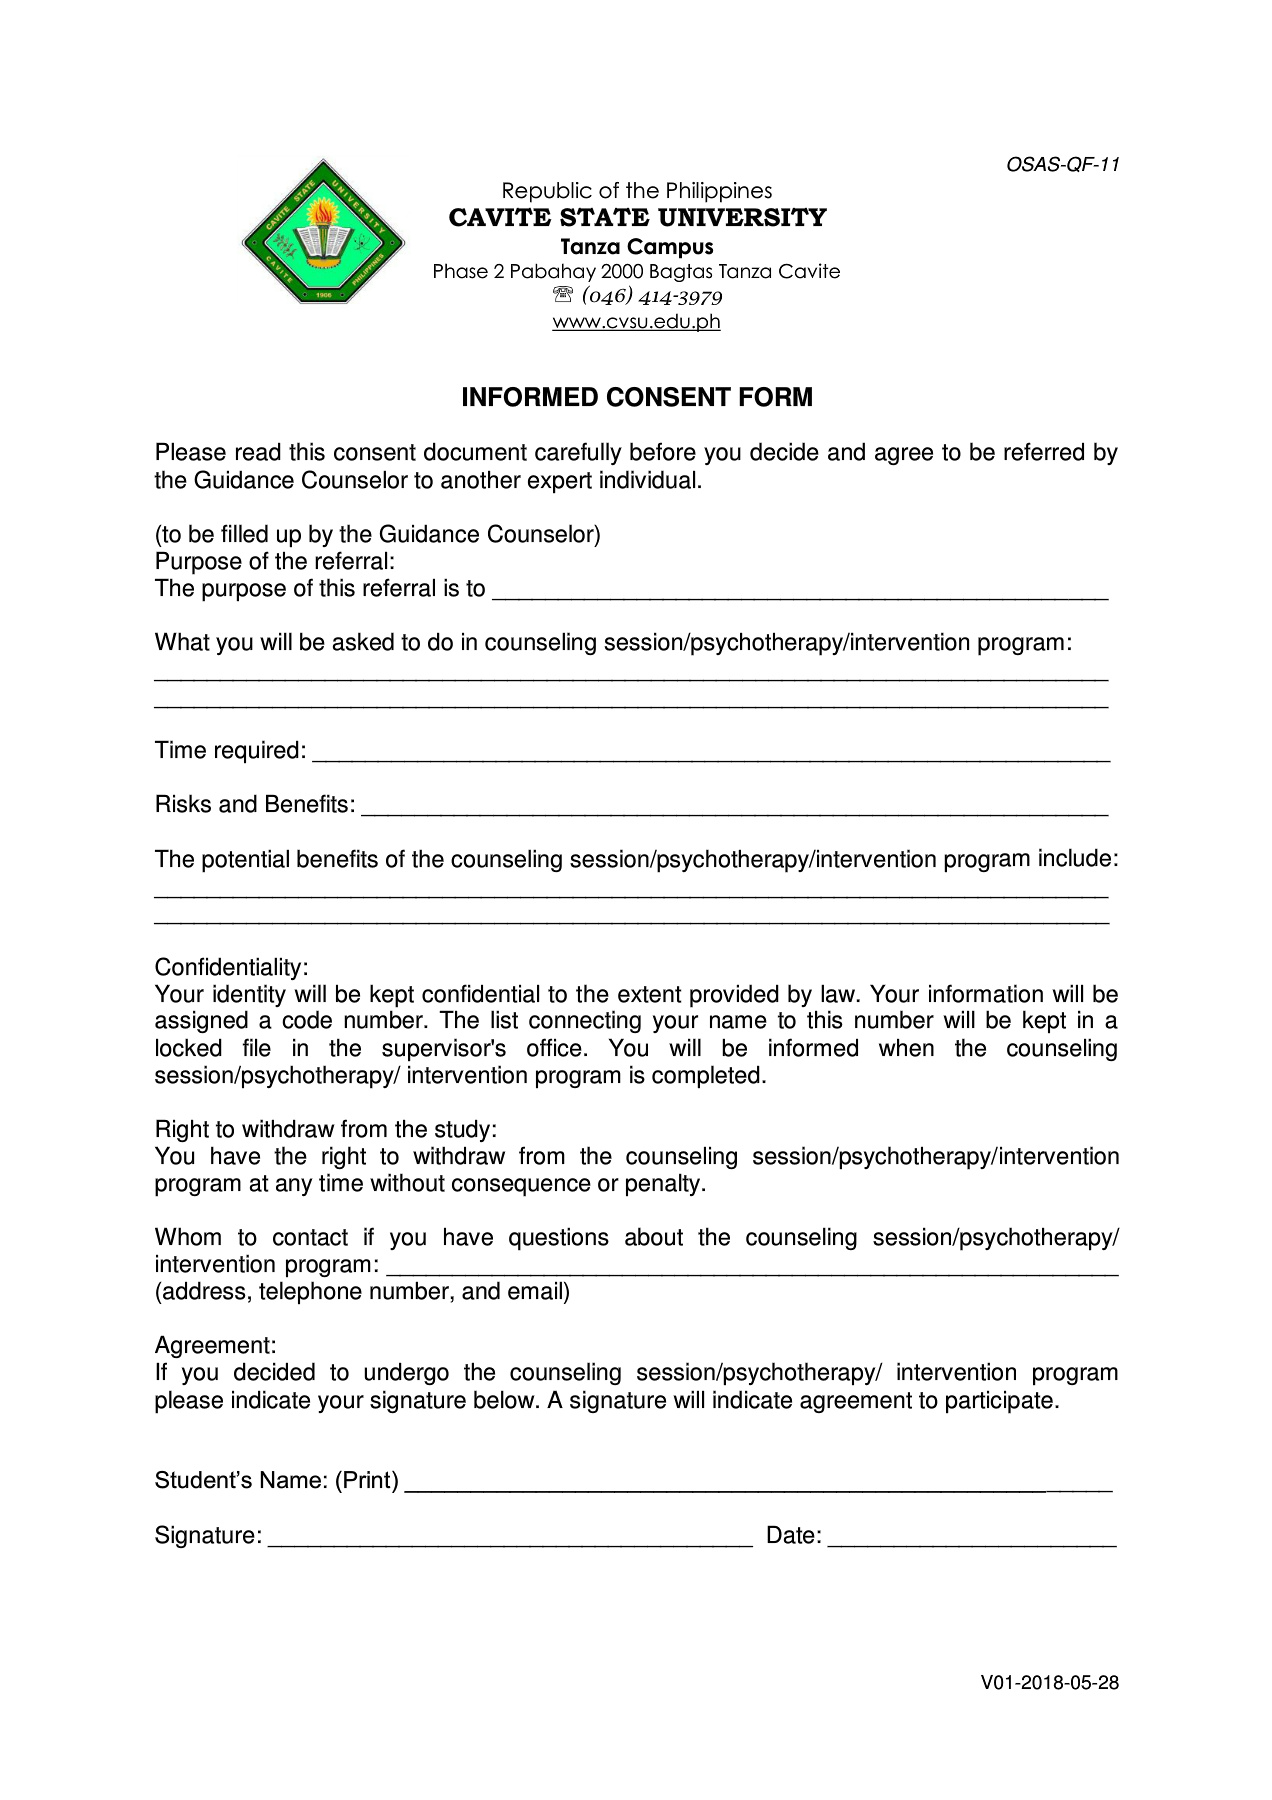 OSAS-QF-11
CAVITE STATE UNIVERSITY
CAVITE PHILIPPINES
1906
Republic of the Philippines
CAVITE STATE UNIVERSITY
Tanza Campus
Phase 2 Pabahay 2000 Bagtas Tanza Cavite
☏ (046) 414-3979
www.cvsu.edu.ph
INFORMED CONSENT FORM
Please read this consent document carefully before you decide and agree to be referred by
the Guidance Counselor to another expert individual.
(to be filled up by the Guidance Counselor)
Purpose of the referral:
The purpose of this referral is to _______________________________________________
What you will be asked to do in counseling session/psychotherapy/intervention program:
_________________________________________________________________________
_________________________________________________________________________
Time required: _____________________________________________________________
Risks and Benefits: _________________________________________________________
The potential benefits of the counseling session/psychotherapy/intervention program include:
_________________________________________________________________________
_________________________________________________________________________
Confidentiality:
Your identity will be kept confidential to the extent provided by law. Your information will be
assigned a code number. The list connecting your name to this number will be kept in a
locked file in the supervisor's office. You will be informed when the counseling
session/psychotherapy/ intervention program is completed.
Right to withdraw from the study:
You have the right to withdraw from the counseling session/psychotherapy/intervention
program at any time without consequence or penalty.
Whom to contact if you have questions about the counseling session/psychotherapy/
intervention program: ________________________________________________________
(address, telephone number, and email)
Agreement:
If you decided to undergo the counseling session/psychotherapy/ intervention program
please indicate your signature below. A signature will indicate agreement to participate.
Student’s Name: (Print) ______________________________________________________
Signature: _____________________________________ Date: ______________________
V01-2018-05-28